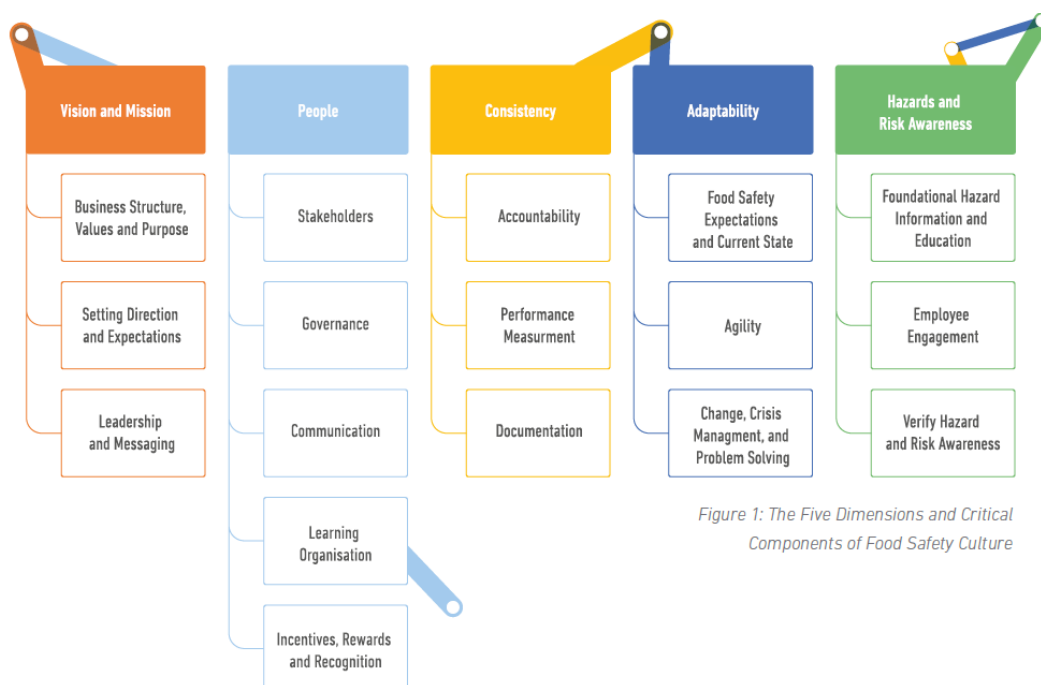 Vision and Mission
Business Structure,
Values and Purpose
Setting Direction
and Expectations
Leadership
and Messaging
People
Stakeholders
Governance
Communication
Learning
Organisation
Incentives, Rewards
and Recognition
Consistency
Accountability
Performance
Measurment
Documentation
Adaptability
Food Safety
Expectations
and Current State
Agility
Change, Crisis
Managment, and
Problem Solving
Hazards and
Risk Awareness
Foundational Hazard
Information and
Education
Employee
Engagement
Verify Hazard
and Risk Awareness
Figure 1: The Five Dimensions and Critical
Components of Food Safety Culture